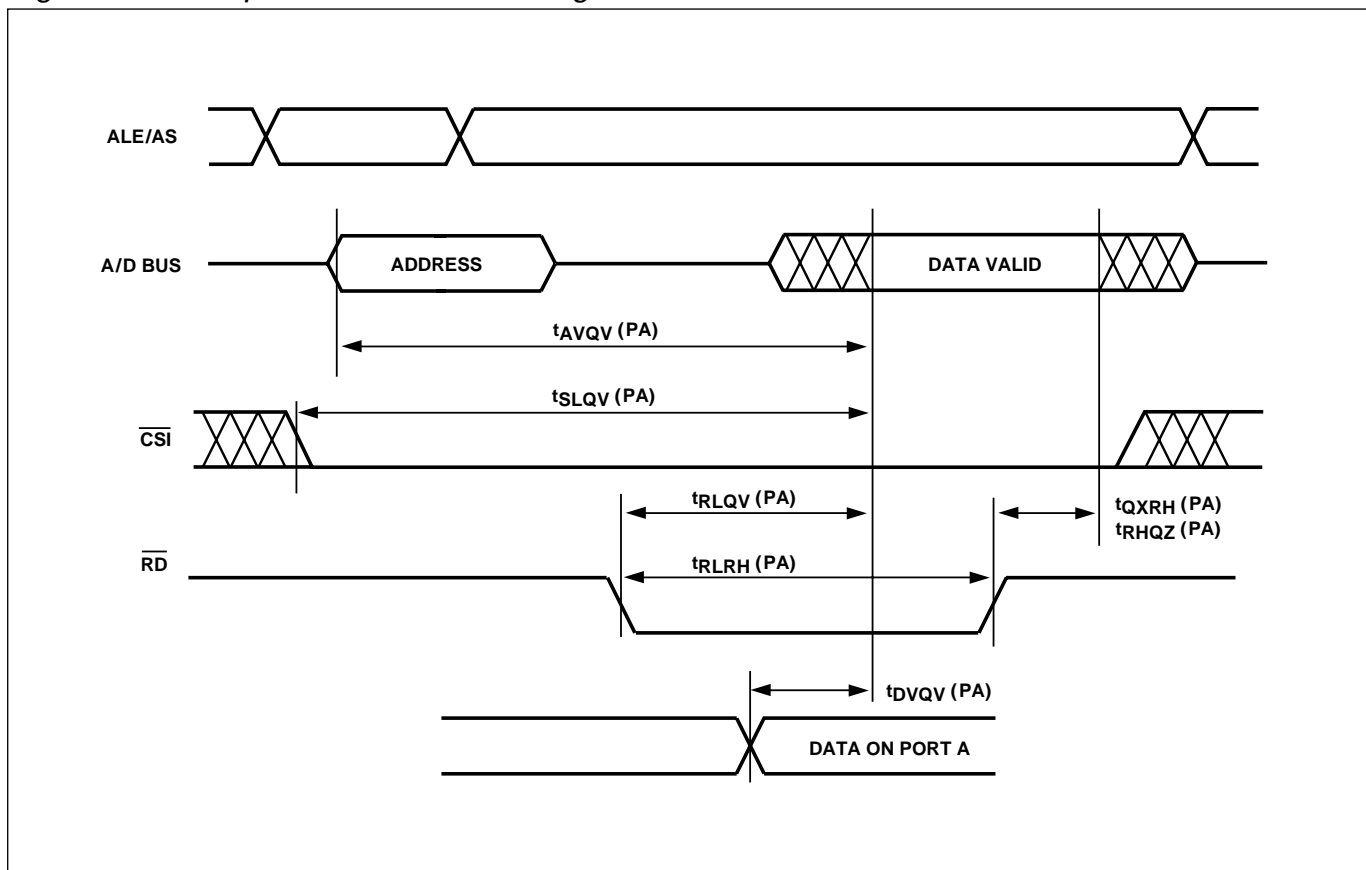 ALE/AS
A/D BUS
ADDRESS
DATA VALID
tAVQV (PA)
tSLQV (PA)
CSI
tRLQV (PA)
tQXRH (PA)
tRHQZ (PA)
RD
tRLRH (PA)
tDVQV (PA)
DATA ON PORT A